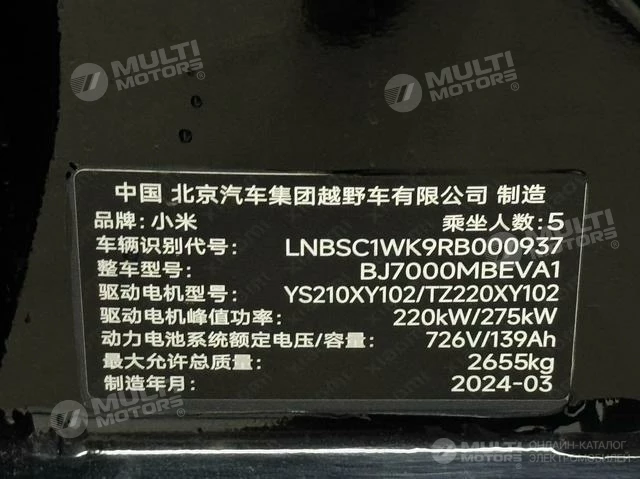 MULTI
MOTORS
MULTI
MOTORS
中国 北京汽车集团越野车有限公司 制造
品牌: 小米 乘坐人数: 5
车辆识别代号: LNBSC1WK9RB000937
整车型号: BJ7000MBEVA1
驱动电机型号: YS210XY102/TZ220XY102
驱动电机峰值功率: 220kW/275kW
动力电池系统额定电压/容量: 726V/139Ah
最大允许总质量: 2655kg
制造年月: 2024-03
MULTI
MOTORS
MULTI
MOTORS
ОНЛАЙН-КАТАЛОГ
ЭЛЕКТРОМОБИЛЕЙ